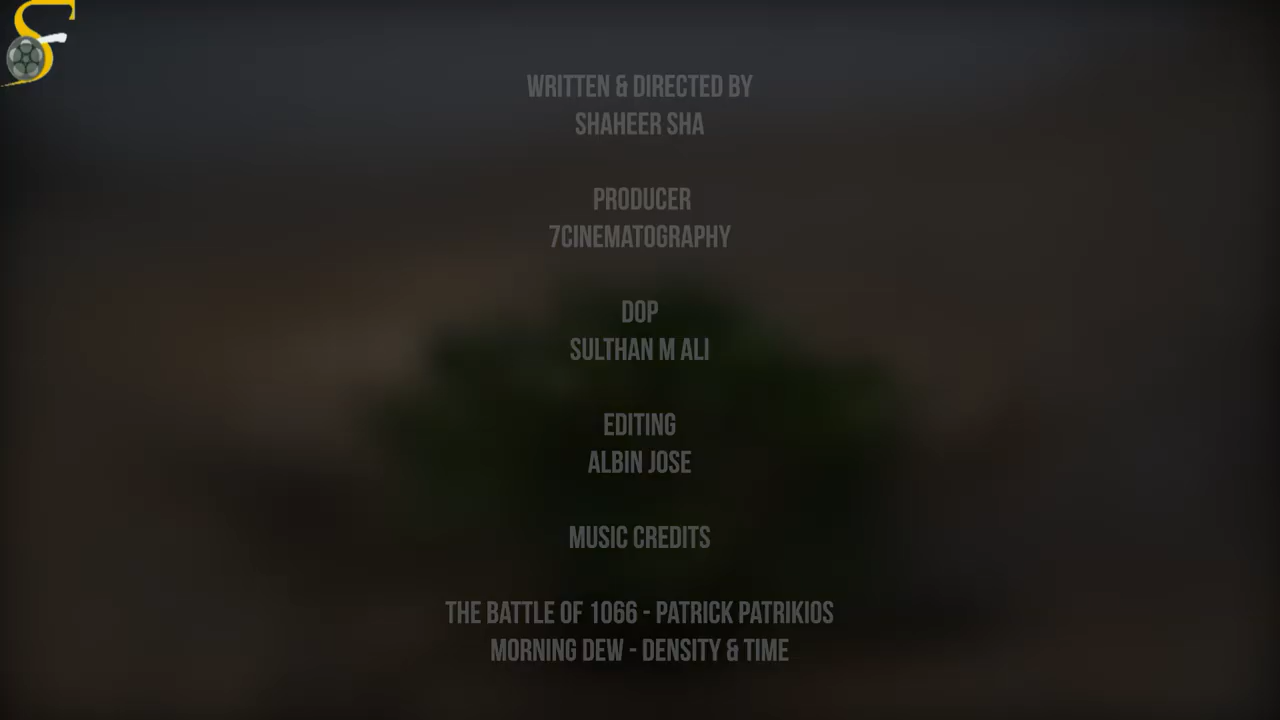 WRITTEN & DIRECTED BY
SHAHEER SHA
PRODUCER
7CINEMATOGRAPHY
DOP
SULTHAN M ALI
EDITING
ALBIN JOSE
MUSIC CREDITS
THE BATTLE OF 1066 - PATRICK PATRIKIOS
MORNING DEW - DENSITY & TIME